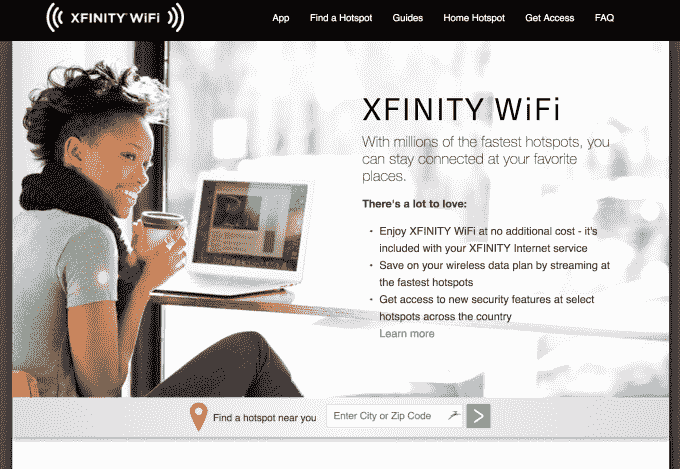 XFINITY WiFi
App Find a Hotspot Guides Home Hotspot Get Access FAQ
XFINITY WiFi
With millions of the fastest hotspots, you
can stay connected at your favorite
places.
There's a lot to love:
• Enjoy XFINITY WiFi at no additional cost - it's
included with your XFINITY Internet service
• Save on your wireless data plan by streaming at
the fastest hotspots
• Get access to new security features at select
hotspots across the country
Learn more
Find a hotspot near you Enter City or Zip Code >